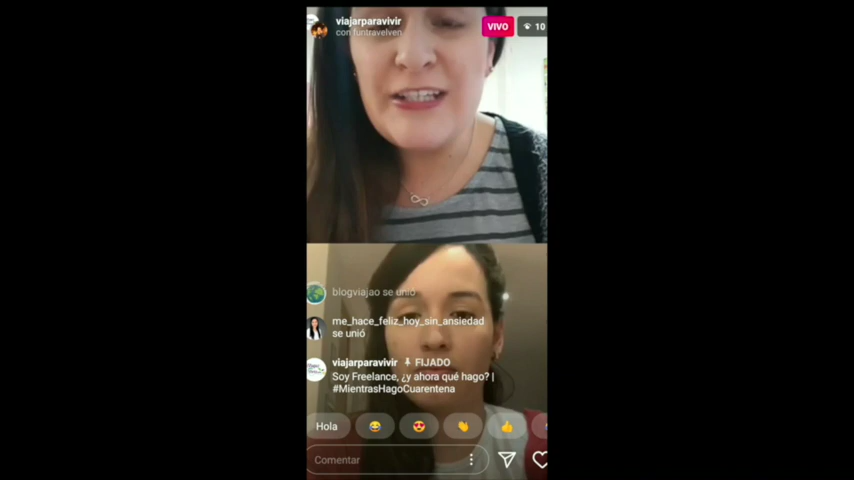 viajarparavivir
con funtravelven
VIVO
10
blogviajao se unió
me_hace_feliz_hoy_sin_ansiedad
se unió
viajarparavivir FIJADO
Soy Freelance, ¿y ahora qué hago? |
#MientrasHagoCuarentena
Hola
Comentar